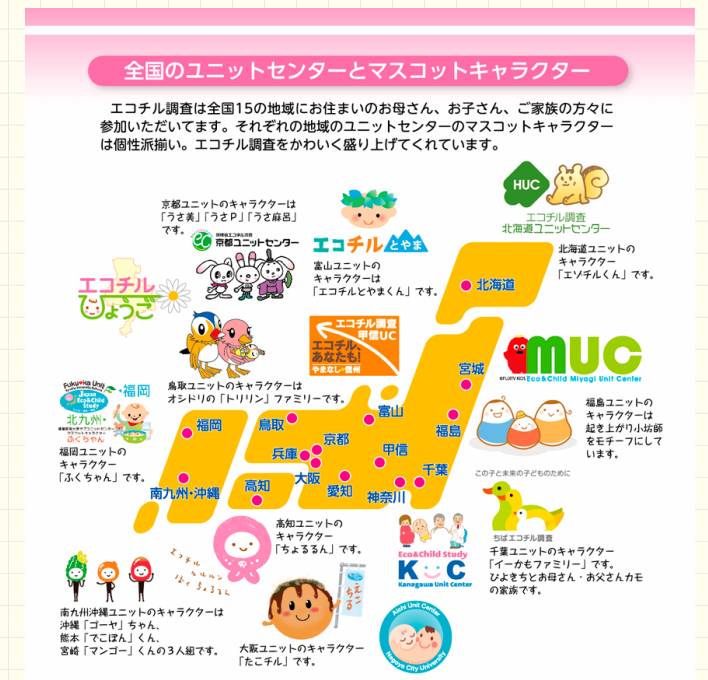 全国のユニットセンターとマスコットキャラクター
エコチル調査は全国15の地域にお住まいのお母さん、お子さん、ご家族の方々に
参加いただいてます。それぞれの地域のユニットセンターのマスコットキャラクター
は個性派揃い。エコチル調査をかわいく盛り上げてくれています。
HUC
エコチル調査
北海道ユニットセンター
京都ユニットのキャラクターは
「うさ美」「うさP」「うさ麻呂」
です。
京都ユニットセンター
エコチルとやま
富山ユニットの
キャラクターは
「エコチルとやまくん」です。
北海道ユニットの
キャラクター
「エゾチルくん」です。
エコチル
ひょうご
北海道
エコチル調査
甲信UC
エコチル、
あなたも!
やまなし 信州
鳥取ユニットのキャラクターは
オシドリの「トリリン」ファミリーです。
宮城
MUC
Eco&Child Miyagi Unit Center
Fukuoka Unit
Japan
Eco&Child
Study
・福岡
北九州・
ふくちゃん
福岡ユニットの
キャラクター
「ふくちゃん」です。
福島ユニットの
キャラクターは
起き上がり小坊師
をモチーフにして
います。
福岡
鳥取
富山
福島
京都
兵庫
甲信
大阪
千葉
南九州・沖縄
高知
愛知
神奈川
この子と未来の子どものために
ちばエコチル調査
高知ユニットの
キャラクター
「ちょるるん」です。
Eco&Child Study
KUC
Kanagawa Unit Center
千葉ユニットのキャラクター
「イーかもファミリー」です。
ひよきちとお母さん・お父さんカモ
の家族です。
えこちる
南九州沖縄ユニットのキャラクターは
沖縄「ゴーヤ」ちゃん、
熊本「でこぽん」くん、
宮崎「マンゴー」くんの3人組です。
大阪ユニットのキャラクター
「たこチル」です。
Aichi Unit Center
Nagoya City University